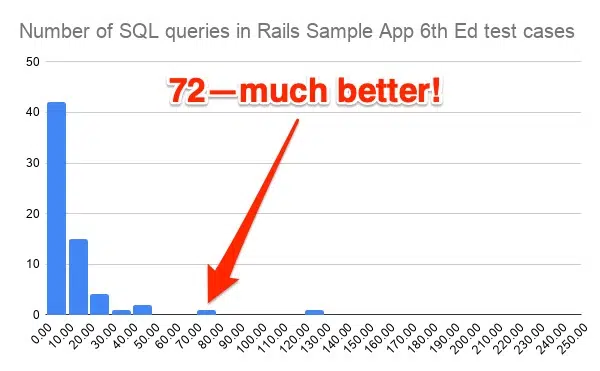 Number of SQL queries in Rails Sample App 6th Ed test cases
50
72—much better!
40
30
20
10
0
0.00 10.00 20.00 30.00 40.00 50.00 60.00 70.00 80.00 90.00 100.00 110.00 120.00 130.00 140.00 150.00 160.00 170.00 180.00 190.00 200.00 210.00 220.00 230.00 240.00 250.00